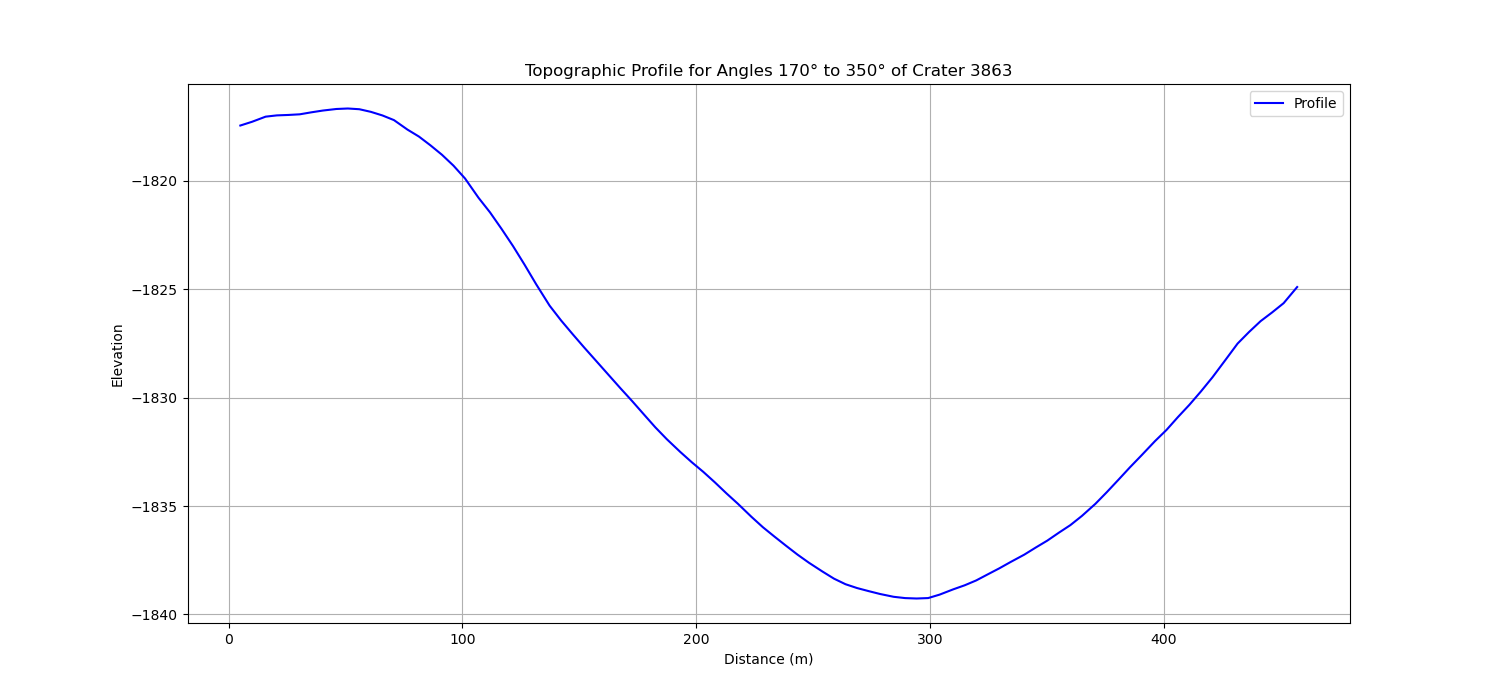 Topographic Profile for Angles 170° to 350° of Crater 3863
Profile
−1820
−1825
−1830
−1835
−1840
Elevation
0 100 200 300 400
Distance (m)